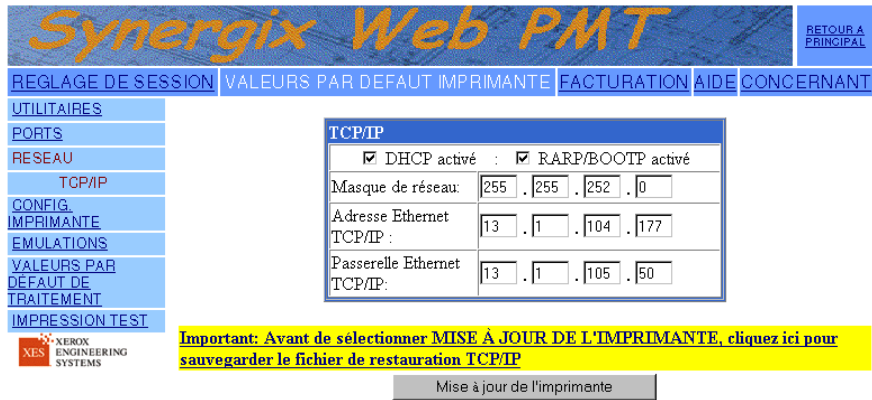 Synergix Web PMT
RETOUR A
PRINCIPAL
REGLAGE DE SESSION VALEURS PAR DEFAUT IMPRIMANTE FACTURATION AIDE CONCERNANT
UTILITAIRES
PORTS
RESEAU
TCP/IP
CONFIG.
IMPRIMANTE
EMULATIONS
VALEURS PAR
DÉFAUT DE
TRAITEMENT
IMPRESSION TEST
XES XEROX
ENGINEERING
SYSTEMS
TCP/IP
DHCP activé : RARP/BOOTP activé
Masque de réseau: 255 . 255 . 252 . 0
Adresse Ethernet
TCP/IP : 13 . 1 . 104 . 177
Passerelle Ethernet
TCP/IP: 13 . 1 . 105 . 50
Important: Avant de sélectionner MISE À JOUR DE L'IMPRIMANTE, cliquez ici pour
sauvegarder le fichier de restauration TCP/IP
Mise à jour de l'imprimante